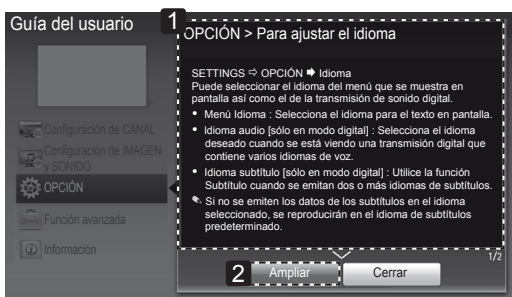 Guía del usuario
1
OPCIÓN > Para ajustar el idioma
SETTINGS ⇨ OPCIÓN ➡ Idioma
Puede seleccionar el idioma del menú que se muestra en
pantalla así como el de la transmisión de sonido digital.
• Menú Idioma : Selecciona el idioma para el texto en pantalla.
• Idioma audio [sólo en modo digital] : Selecciona el idioma
deseado cuando se está viendo una transmisión digital que
contiene varios idiomas de voz.
• Idioma subtítulo [sólo en modo digital] : Utilice la función
Subtítulo cuando se emitan dos o más idiomas de subtítulos.
✎ Si no se emiten los datos de los subtítulos en el idioma
seleccionado, se reproducirán en el idioma de subtítulos
predeterminado.
Configuración de CANAL
Configuración de IMAGEN
y SONIDO
OPCIÓN
Función avanzada
Información
1/2
2
Ampliar
Cerrar